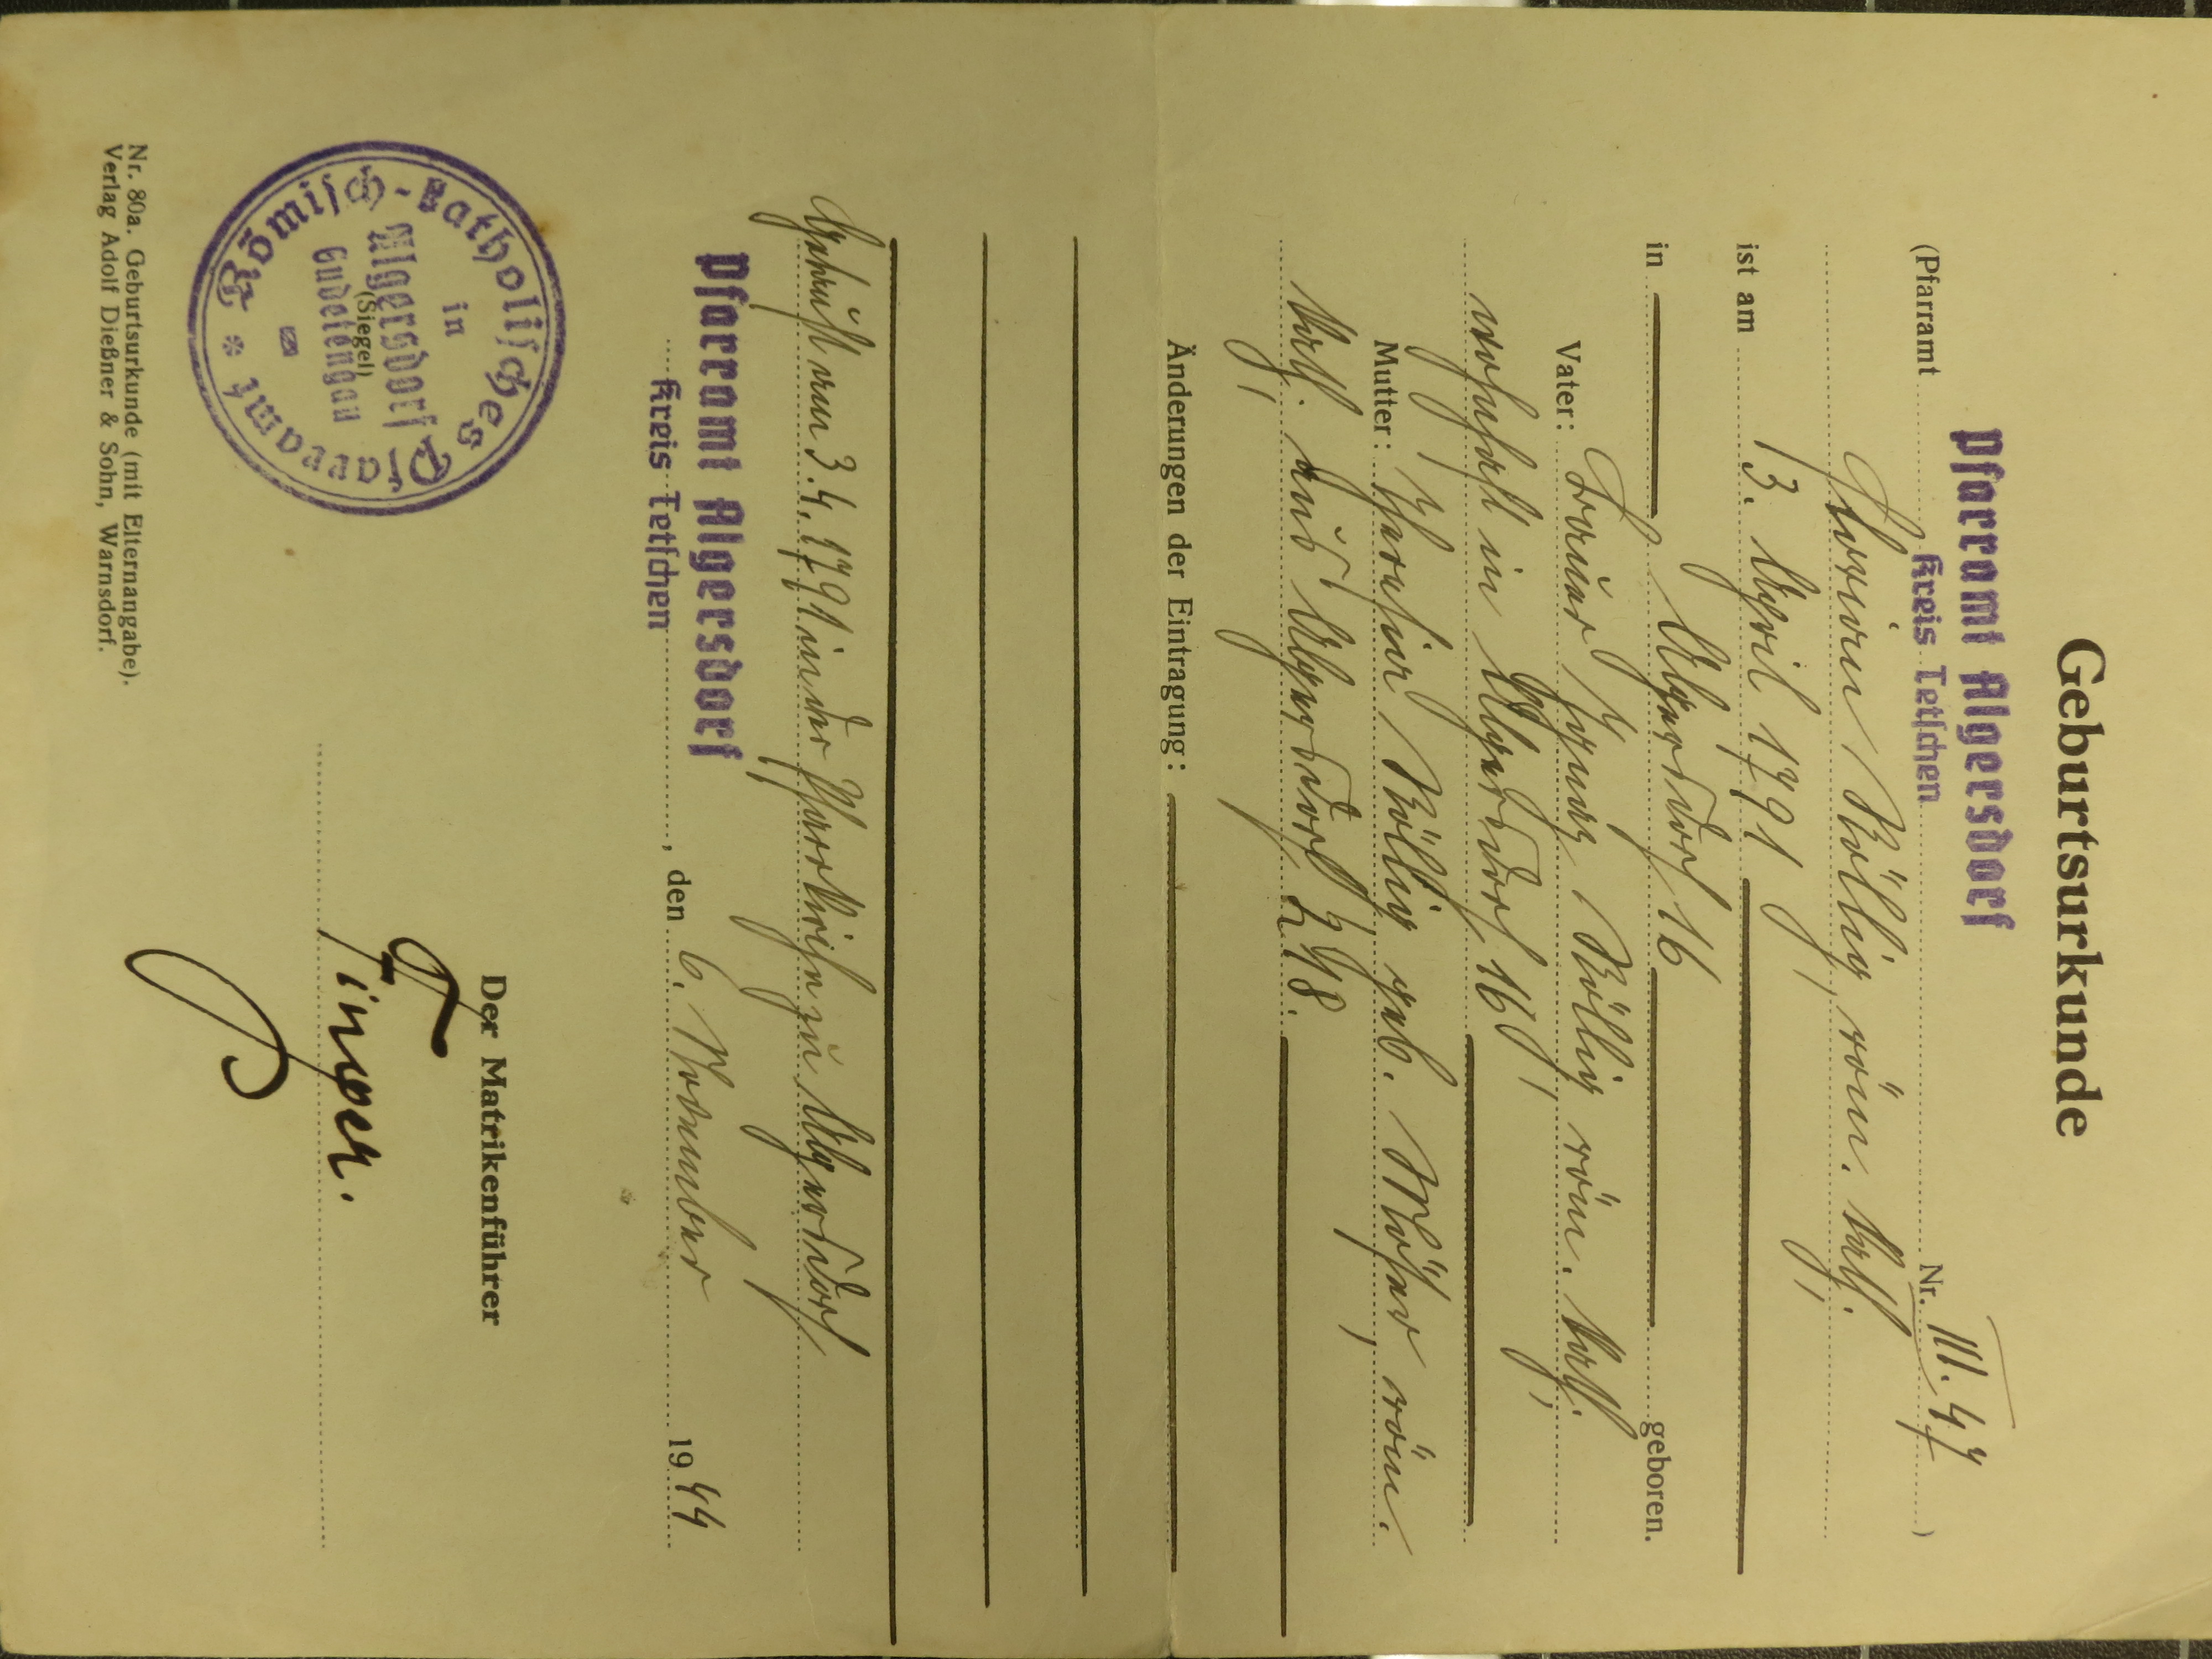 Geburtsurkunde
Pfarramt Algersdorf
(Pfarramt Kreis Tetschen Nr. III. 47 )
Florian Röllig, röm. kath.
ist am 3. April 1791
in Algersdorf 16 geboren.
Vater: Bauer Ignaz Röllig, röm. kath.,
wohnhaft in Algersdorf 16
Mutter: Theresia Röllig, geb. Möser, röm.
kath., aus Algersdorf 218.
Änderungen der Eintragung:
Getauft am 3.4.1791 in der Pfarrkirche zu Algersdorf
Pfarramt Algersdorf
Kreis Tetschen , den 6. November 1944
Römisch-katholisches Pfarramt
in
Algersdorf
(Siegel)
Sudetengau
Der Matrikenführer
Finger.
Nr. 80a. Geburtsurkunde (mit Elternangabe).
Verlag Adolf Dießner & Sohn, Warnsdorf.